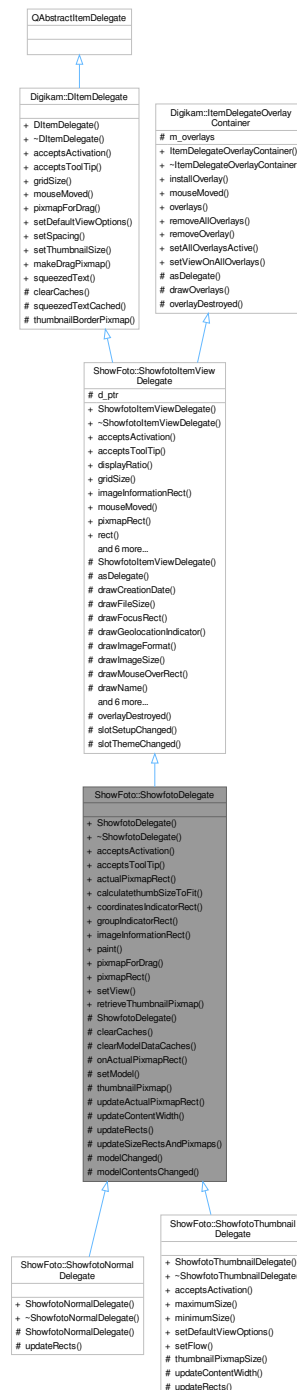 QAbstractItemDelegate
Digikam::DItemDelegate
+ DItemDelegate()
+ ~DItemDelegate()
+ acceptsActivation()
+ acceptsToolTip()
+ gridSize()
+ mouseMoved()
+ pixmapForDrag()
+ setDefaultViewOptions()
+ setSpacing()
+ setThumbnailSize()
+ makeDragPixmap()
+ squeezedText()
# clearCaches()
# squeezedTextCached()
# thumbnailBorderPixmap()
Digikam::ItemDelegateOverlay
Container
# m_overlays
+ ItemDelegateOverlayContainer()
+ ~ItemDelegateOverlayContainer
+ installOverlay()
+ mouseMoved()
+ overlays()
+ removeAllOverlays()
+ removeOverlay()
+ setAllOverlaysActive()
+ setViewOnAllOverlays()
# asDelegate()
# drawOverlays()
# overlayDestroyed()
ShowFoto::ShowfotoItemView
Delegate
# d_ptr
+ ShowfotoItemViewDelegate()
+ ~ShowfotoItemViewDelegate()
+ acceptsActivation()
+ acceptsToolTip()
+ displayRatio()
+ gridSize()
+ imageInformationRect()
+ mouseMoved()
+ pixmapRect()
+ rect()
and 6 more...
# ShowfotoItemViewDelegate()
# asDelegate()
# drawCreationDate()
# drawFileSize()
# drawFocusRect()
# drawGeolocationIndicator()
# drawImageFormat()
# drawImageSize()
# drawMouseOverRect()
# drawName()
and 6 more...
# overlayDestroyed()
# slotSetupChanged()
# slotThemeChanged()
ShowFoto::ShowfotoDelegate
+ ShowfotoDelegate()
+ ~ShowfotoDelegate()
+ acceptsActivation()
+ acceptsToolTip()
+ actualPixmapRect()
+ calculatethumbSizeToFit()
+ coordinatesIndicatorRect()
+ groupIndicatorRect()
+ imageInformationRect()
+ paint()
+ pixmapForDrag()
+ pixmapRect()
+ setView()
+ retrieveThumbnailPixmap()
# ShowfotoDelegate()
# clearCaches()
# clearModelDataCaches()
# onActualPixmapRect()
# setModel()
# thumbnailPixmap()
# updateActualPixmapRect()
# updateContentWidth()
# updateRects()
# updateSizeRectsAndPixmaps()
# modelChanged()
# modelContentsChanged()
ShowFoto::ShowfotoNormal
Delegate
+ ShowfotoNormalDelegate()
+ ~ShowfotoNormalDelegate()
# ShowfotoNormalDelegate()
# updateRects()
ShowFoto::ShowfotoThumbnail
Delegate
+ ShowfotoThumbnailDelegate()
+ ~ShowfotoThumbnailDelegate
+ acceptsActivation()
+ maximumSize()
+ minimumSize()
+ setDefaultViewOptions()
+ setFlow()
# thumbnailPixmapSize()
# updateContentWidth()
# updateRects()